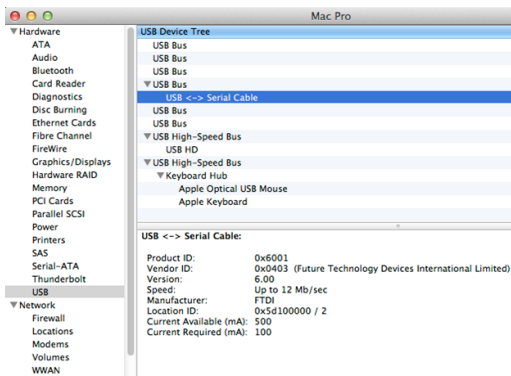 Mac Pro
Hardware
ATA
Audio
Bluetooth
Card Reader
Diagnostics
Disc Burning
Ethernet Cards
Fibre Channel
FireWire
Graphics/Displays
Hardware RAID
Memory
PCI Cards
Parallel SCSI
Power
Printers
SAS
Serial-ATA
Thunderbolt
USB
Network
Firewall
Locations
Modems
Volumes
WWAN
USB Device Tree
USB Bus
USB Bus
USB Bus
USB Bus
USB <-> Serial Cable
USB Bus
USB Bus
USB High-Speed Bus
USB HD
USB High-Speed Bus
Keyboard Hub
Apple Optical USB Mouse
Apple Keyboard
USB <-> Serial Cable:
Product ID: 0x6001
Vendor ID: 0x0403 (Future Technology Devices International Limited)
Version: 6.00
Speed: Up to 12 Mb/sec
Manufacturer: FTDI
Location ID: 0x5d100000 / 2
Current Available (mA): 500
Current Required (mA): 100